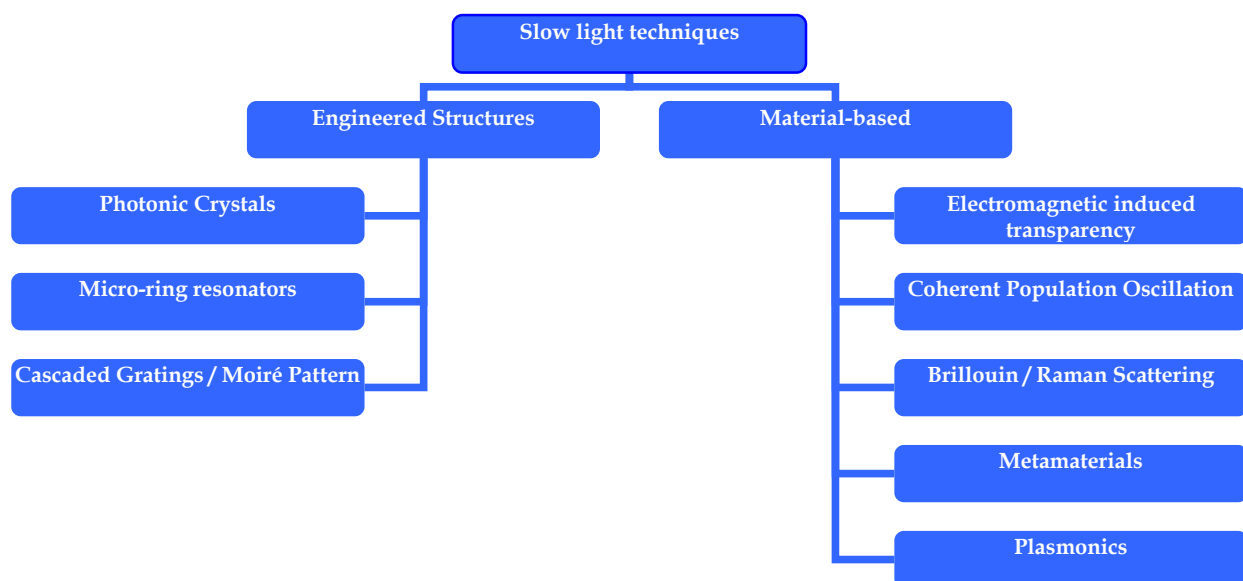 Slow light techniques
Engineered Structures
Material-based
Photonic Crystals
Micro-ring resonators
Cascaded Gratings / Moiré Pattern
Electromagnetic induced
transparency
Coherent Population Oscillation
Brillouin / Raman Scattering
Metamaterials
Plasmonics